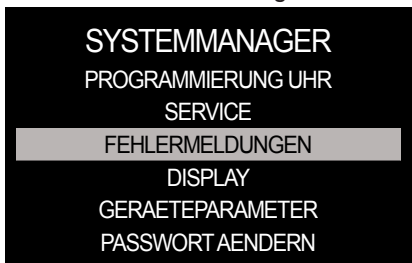 SYSTEMMANAGER
PROGRAMMIERUNG UHR
SERVICE
FEHLERMELDUNGEN
DISPLAY
GERAETEPARAMETER
PASSWORT AENDERN